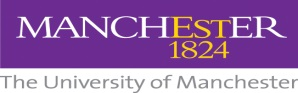 MANCHESTER
1824
The University of Manchester